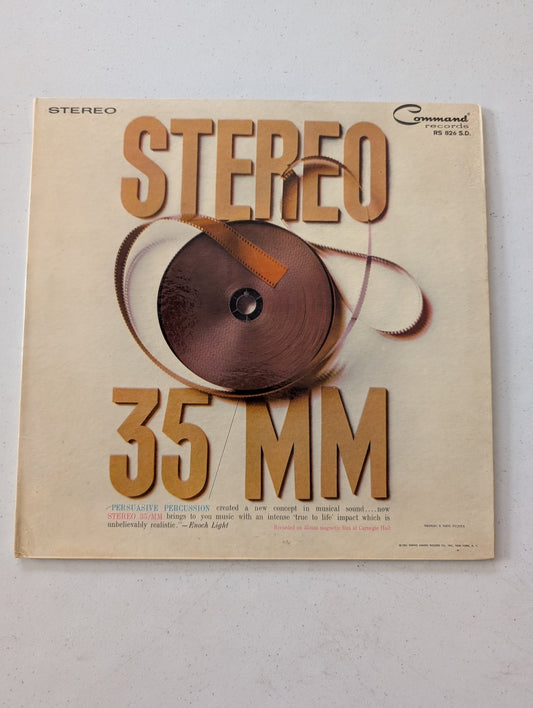 STEREO
Command
records
RS 826 S.D.
STEREO
35/MM
"PERSUASIVE PERCUSSION created a new concept in musical sound....now
STEREO 35/MM brings to you music with an intense 'true to life' impact which is
unbelievably realistic."—Enoch Light
Recorded on 35mm magnetic film at Carnegie Hall